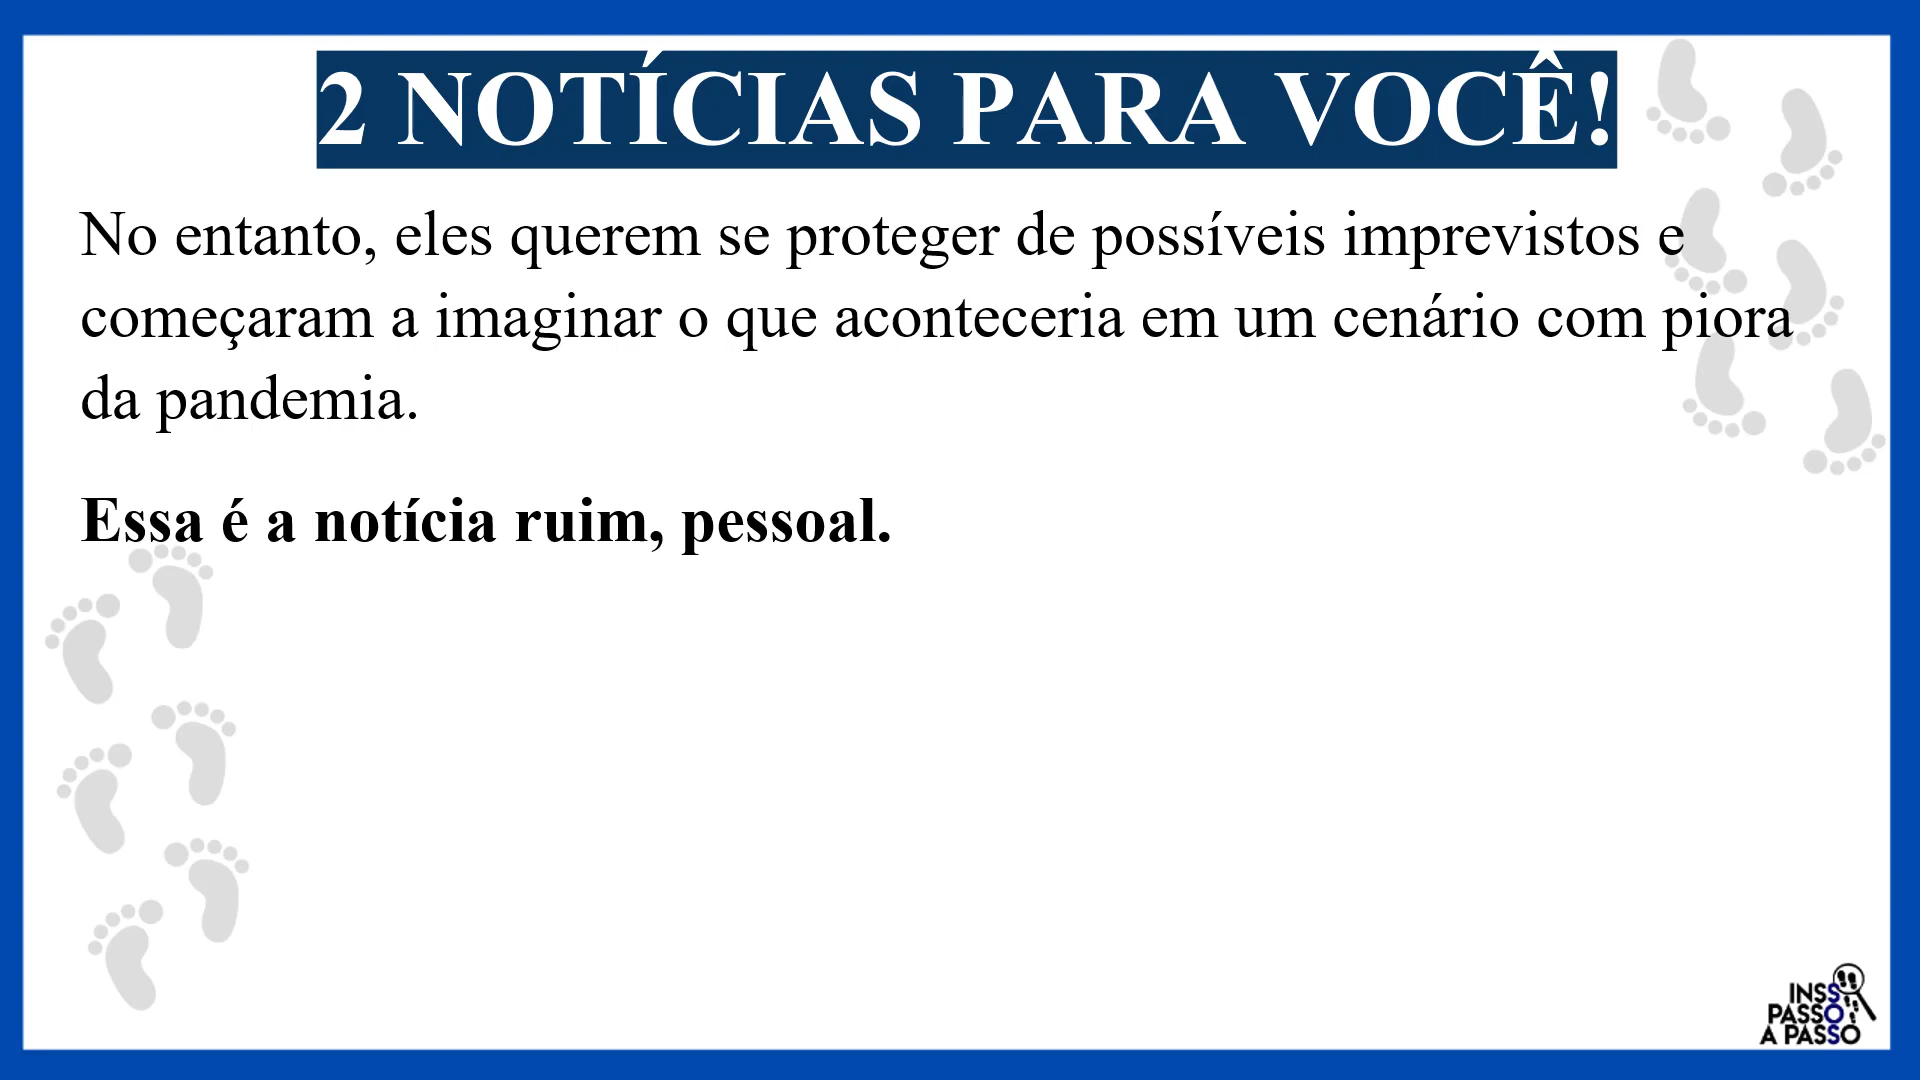 2 NOTÍCIAS PARA VOCÊ!
No entanto, eles querem se proteger de possíveis imprevistos e
começaram a imaginar o que aconteceria em um cenário com piora
da pandemia.
Essa é a notícia ruim, pessoal.
INSS
PASSO
A PASSO